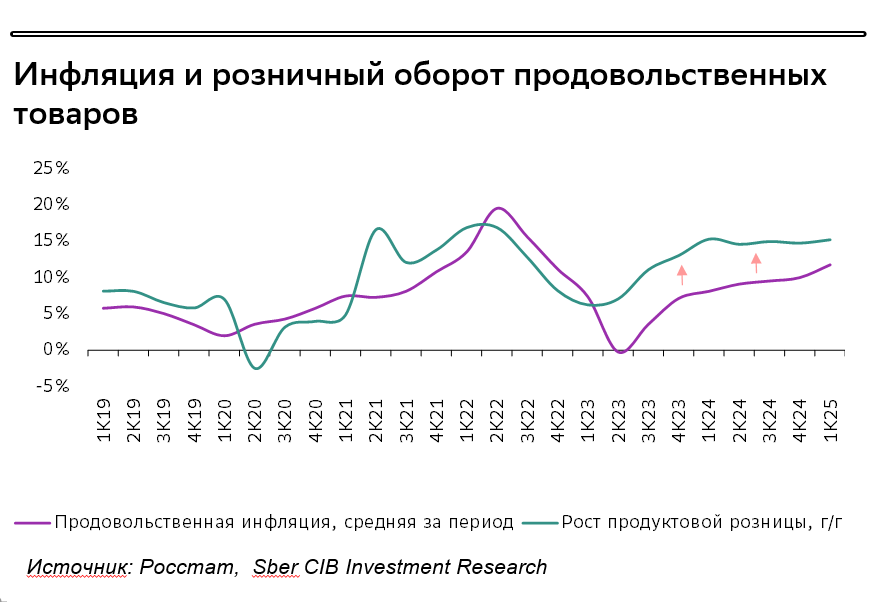 Инфляция и розничный оборот продовольственных
товаров
25%
20%
15%
10%
5%
0%
-5%
1К19
2К19
3К19
4К19
1К20
2К20
3К20
4К20
1К21
2К21
3К21
4К21
1К22
2К22
3К22
4К22
1К23
2К23
3К23
4К23
1К24
2К24
3К24
4К24
1К25
Продовольственная инфляция, средняя за период
Рост продуктовой розницы, г/г
Источник: Росстат, Sber CIB Investment Research